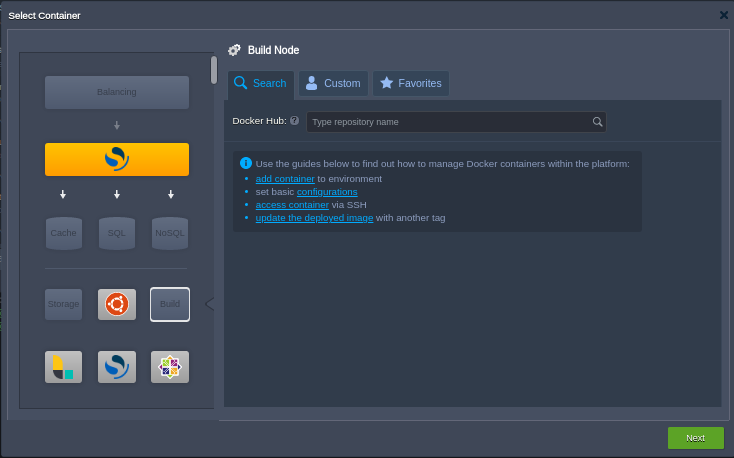 Select Container
Build Node
Search
Custom
Favorites
Docker Hub:
Type repository name
Use the guides below to find out how to manage Docker containers within the platform:
• add container to environment
• set basic configurations
• access container via SSH
• update the deployed image with another tag
Balancing
Cache
SQL
NoSQL
Storage
Build
Next